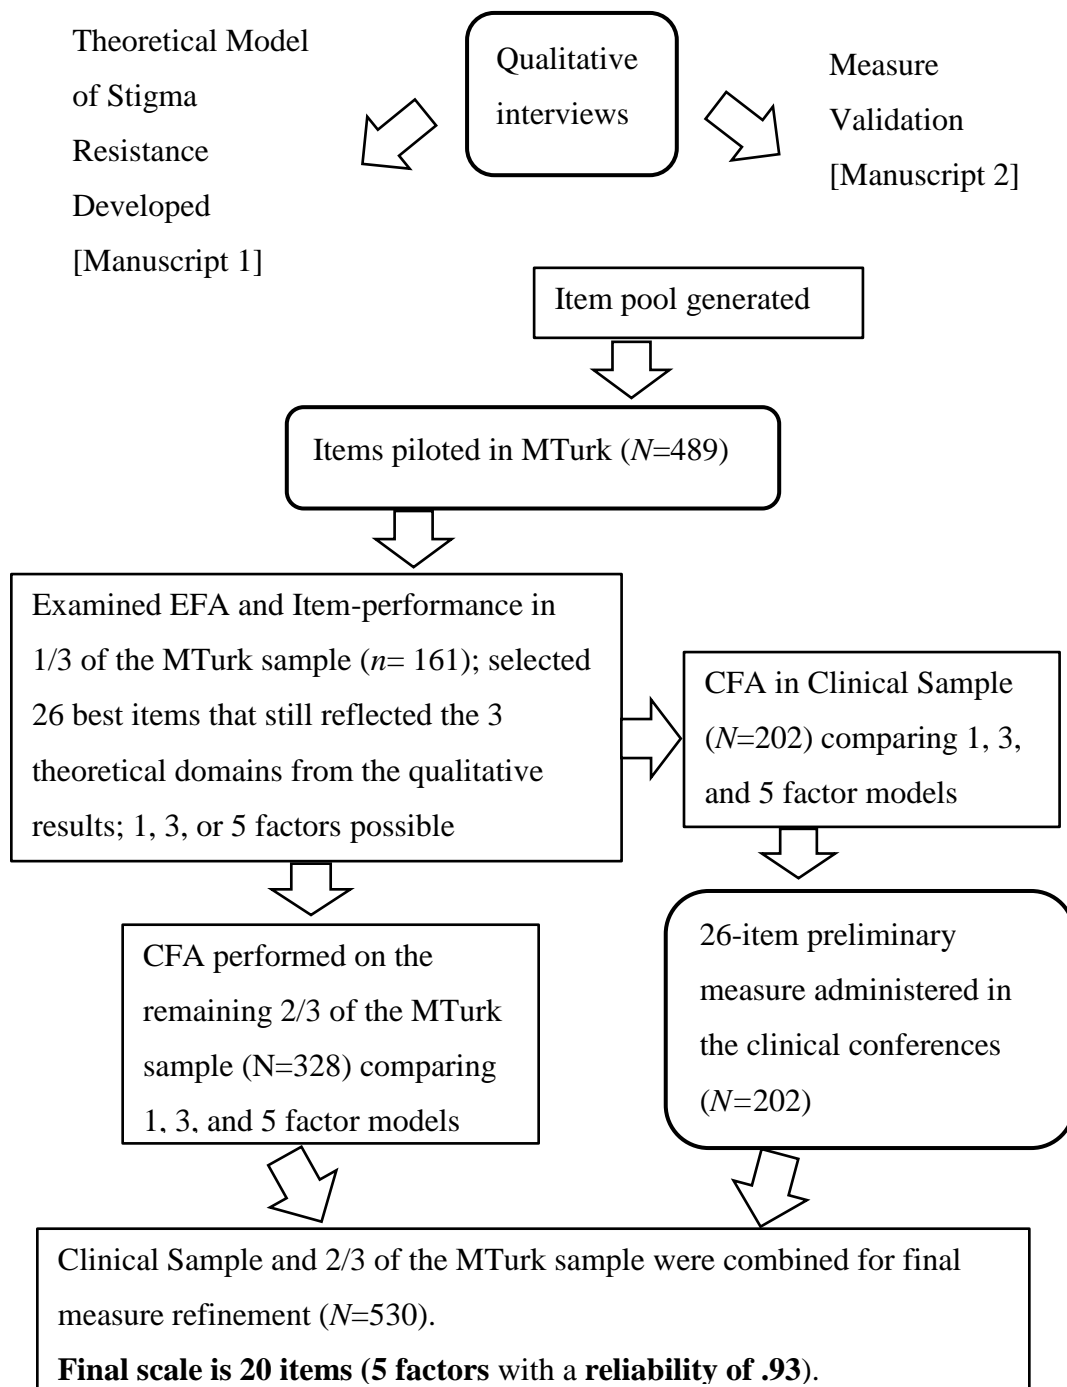 Theoretical Model
of Stigma
Resistance
Developed
[Manuscript 1]
Qualitative
interviews
Measure
Validation
[Manuscript 2]
Item pool generated
Items piloted in MTurk (N=489)
Examined EFA and Item-performance in
1/3 of the MTurk sample (n= 161); selected
26 best items that still reflected the 3
theoretical domains from the qualitative
results; 1, 3, or 5 factors possible
CFA in Clinical Sample
(N=202) comparing 1, 3,
and 5 factor models
CFA performed on the
remaining 2/3 of the MTurk
sample (N=328) comparing
1, 3, and 5 factor models
26-item preliminary
measure administered in
the clinical conferences
(N=202)
Clinical Sample and 2/3 of the MTurk sample were combined for final
measure refinement (N=530).
Final scale is 20 items (5 factors with a reliability of .93).